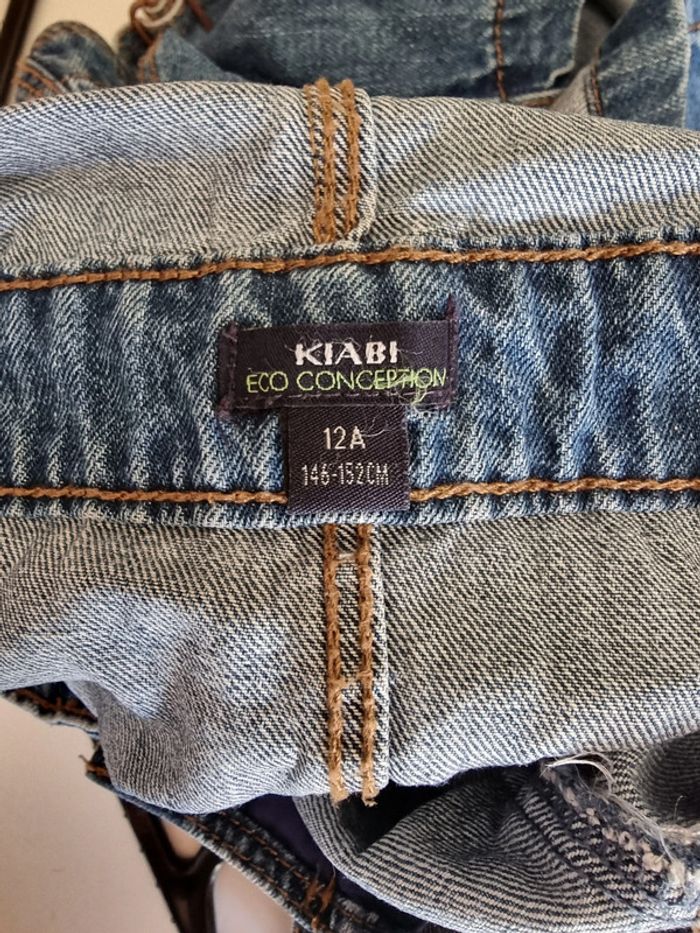 KIABI
ECO CONCEPTION
12A
146-152CM